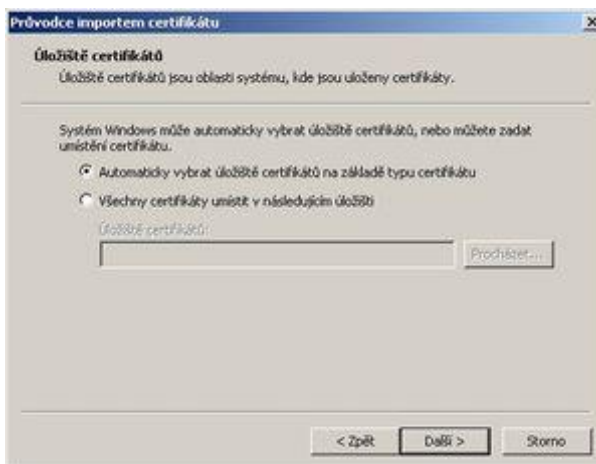 Průvodce importem certifikátu
Úložiště certifikátů
Úložiště certifikátů jsou oblasti systému, kde jsou uloženy certifikáty.
Systém Windows může automaticky vybrat úložiště certifikátů, nebo můžete zadat
umístění certifikátu.
Automaticky vybrat úložiště certifikátů na základě typu certifikátu
Všechny certifikáty umístit v následujícím úložišti
Úložiště certifikátů:
Procházet...
< Zpět
Další >
Storno